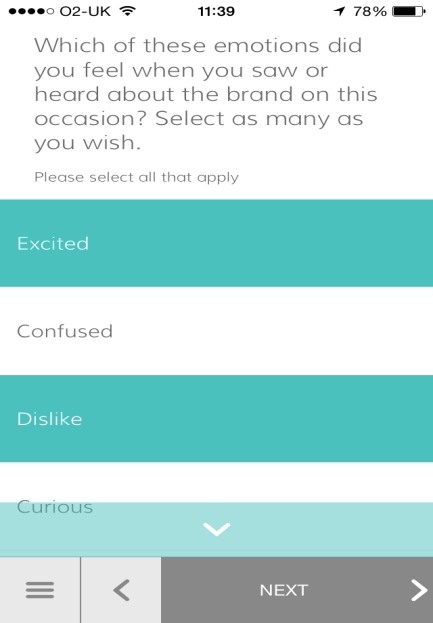 O2-UK 11:39 78%
Which of these emotions did
you feel when you saw or
heard about the brand on this
occasion? Select as many as
you wish.
Please select all that apply
Excited
Confused
Dislike
Curious
NEXT